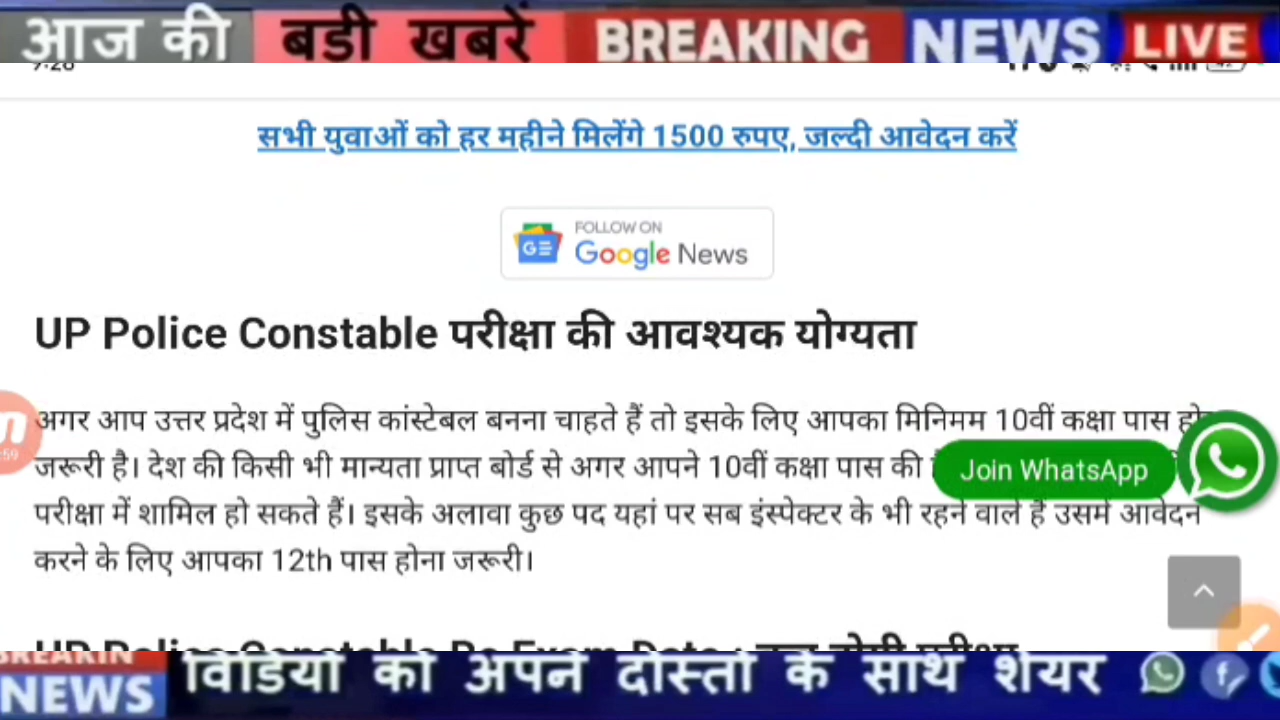 आज की बडी खबरें BREAKING NEWS LIVE
सभी युवाओं को हर महीने मिलेंगे 1500 रुपए, जल्दी आवेदन करें
FOLLOW ON
Google News
UP Police Constable परीक्षा की आवश्यक योग्यता
अगर आप उत्तर प्रदेश में पुलिस कांस्टेबल बनना चाहते हैं तो इसके लिए आपका मिनिमम 10वीं कक्षा पास
जरूरी है। देश की किसी भी मान्यता प्राप्त बोर्ड से अगर आपने 10वीं कक्षा पास की
Join WhatsApp
परीक्षा में शामिल हो सकते हैं। इसके अलावा कुछ पद यहां पर सब इंस्पेक्टर के भी रहने वाले हैं उसमें आवेदन
करने के लिए आपका 12th पास होना जरूरी।
NEWS
विडियो को अपने दोस्तों के साथ शेयर